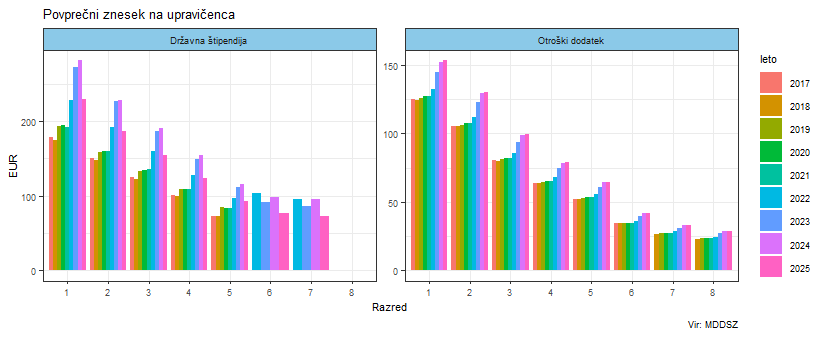 Povprečni znesek na upravičenca
Državna štipendija
Otroški dodatek
EUR
200
100
0
150
100
50
0
1 2 3 4 5 6 7 8
1 2 3 4 5 6 7 8
Razred
leto
2017
2018
2019
2020
2021
2022
2023
2024
2025
Vir: MDDSZ